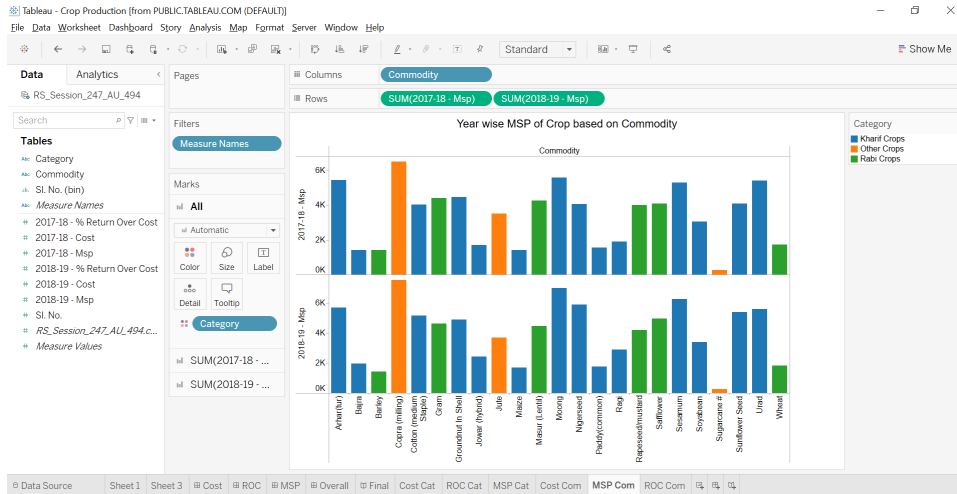 Tableau - Crop Production [from PUBLIC.TABLEAU.COM (DEFAULT)]
File Data Worksheet Dashboard Story Analysis Map Format Server Window Help
Standard
Show Me
Data Analytics
RS_Session_247_AU_494
Search
Tables
Abc Category
Abc Commodity
Sl. No. (bin)
Abc Measure Names
# 2017-18 - % Return Over Cost
# 2017-18 - Cost
# 2017-18 - Msp
# 2018-19 - % Return Over Cost
# 2018-19 - Cost
# 2018-19 - Msp
# Sl. No.
# RS_Session_247_AU_494.c...
# Measure Values
Pages
Filters
Measure Names
Marks
All
Automatic
Color Size Label
Detail Tooltip
Category
SUM(2017-18 - ...
SUM(2018-19 - ...
Columns Commodity
Rows SUM(2017-18 - Msp) SUM(2018-19 - Msp)
Year wise MSP of Crop based on Commodity
Commodity
2017-18 - Msp
6K
4K
2K
0K
2018-19 - Msp
6K
4K
2K
0K
Arhar(tur)
Bajra
Barley
Copra (milling)
Cotton (medium
Staple)
Gram
Groundnut In Shell
Jowar (hybrid)
Jute
Maize
Masur (Lentil)
Moong
Nigerseed
Paddy(common)
Ragi
Rapeseed/mustard
Safflower
Sesamum
Soyabean
Sugarcane #
Sunflower Seed
Urad
Wheat
Category
Kharif Crops
Other Crops
Rabi Crops
Data Source Sheet 1 Sheet 3 Cost ROC MSP Overall Final Cost Cat ROC Cat MSP Cat Cost Com MSP Com ROC Com